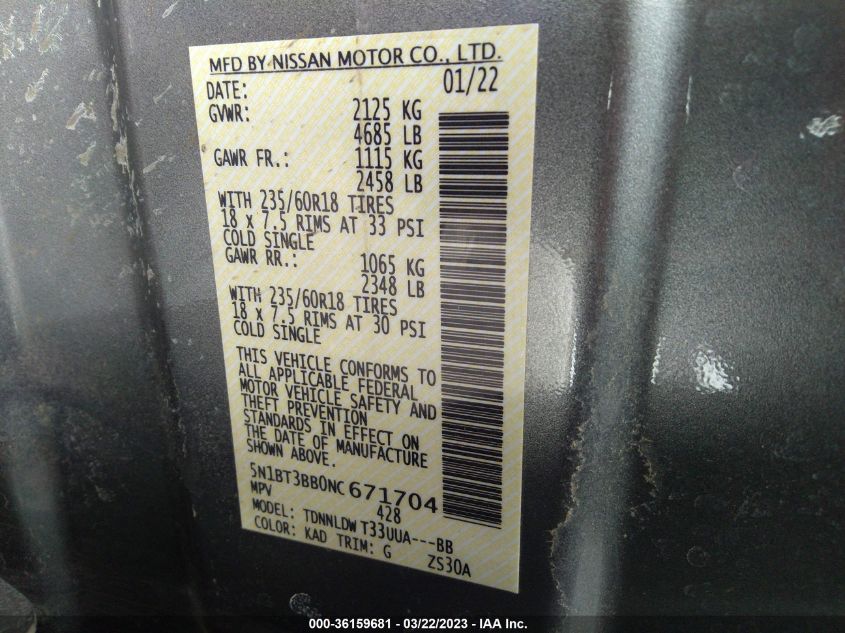 MFD BY NISSAN MOTOR CO., LTD.
DATE: 01/22
GVWR: 2125 KG
4685 LB
GAWR FR.: 1115 KG
2458 LB
WITH 235/60R18 TIRES
18 x 7.5 RIMS AT 33 PSI
COLD SINGLE
GAWR RR.: 1065 KG
2348 LB
WITH 235/60R18 TIRES
18 x 7.5 RIMS AT 30 PSI
COLD SINGLE
THIS VEHICLE CONFORMS TO
ALL APPLICABLE FEDERAL
MOTOR VEHICLE SAFETY AND
THEFT PREVENTION
STANDARDS IN EFFECT ON
THE DATE OF MANUFACTURE
SHOWN ABOVE.
5N1BT3BB0NC671704
MPV 428
MODEL: TDNNLDW T33UUA---BB
COLOR: KAD TRIM: G ZS30A
000-36159681 - 03/22/2023 - IAA Inc.